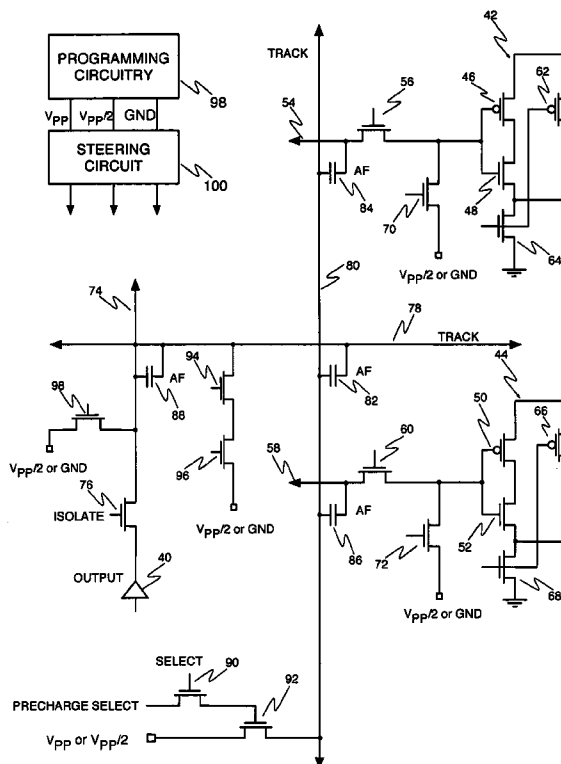 PROGRAMMING
CIRCUITRY
98
VPP VPP/2 GND
STEERING
CIRCUIT
100
TRACK
42
56
46
62
54
AF
84
70
48
64
VPP/2 or GND
80
74
78
TRACK
94
AF
88
AF
82
98
96
VPP/2 or GND
44
50
66
60
58
76
ISOLATE
VPP/2 or GND
AF
86
72
52
68
OUTPUT
40
VPP/2 or GND
SELECT
90
92
PRECHARGE SELECT
VPP or VPP/2